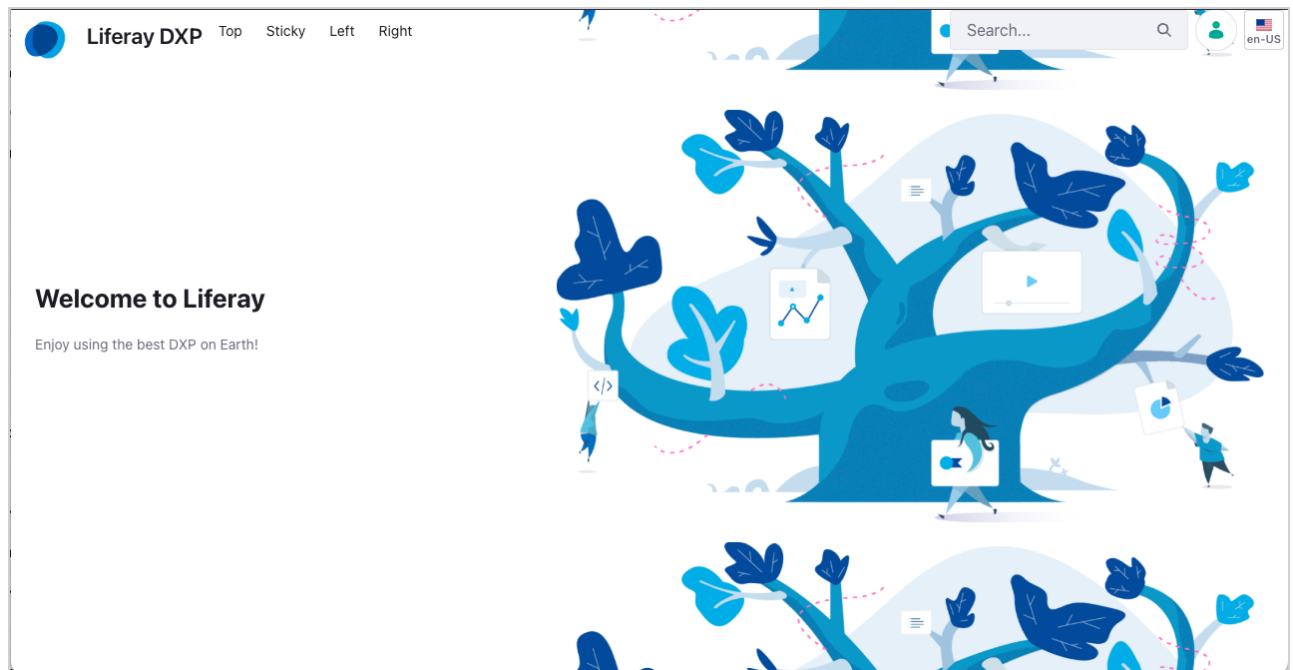 Liferay DXP Top Sticky Left Right Search... en-US
Welcome to Liferay
Enjoy using the best DXP on Earth!
</>